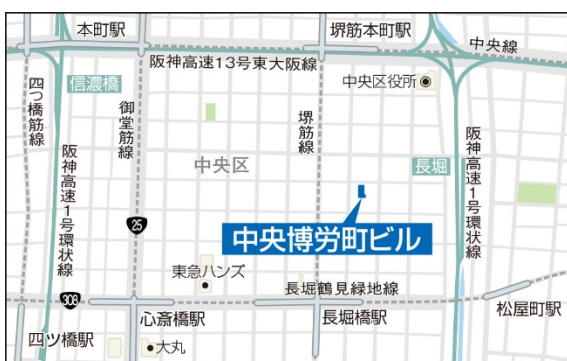 本町駅
堺筋本町駅
中央線
阪神高速13号東大阪線
中央区役所
信濃橋
四つ橋筋線
御堂筋線
堺筋線
阪神高速1号環状線
阪神高速1号環状線
中央区
長堀
25
中央博労町ビル
東急ハンズ
長堀鶴見緑地線
308
心斎橋駅
長堀橋駅
松屋町駅
四ツ橋駅
大丸